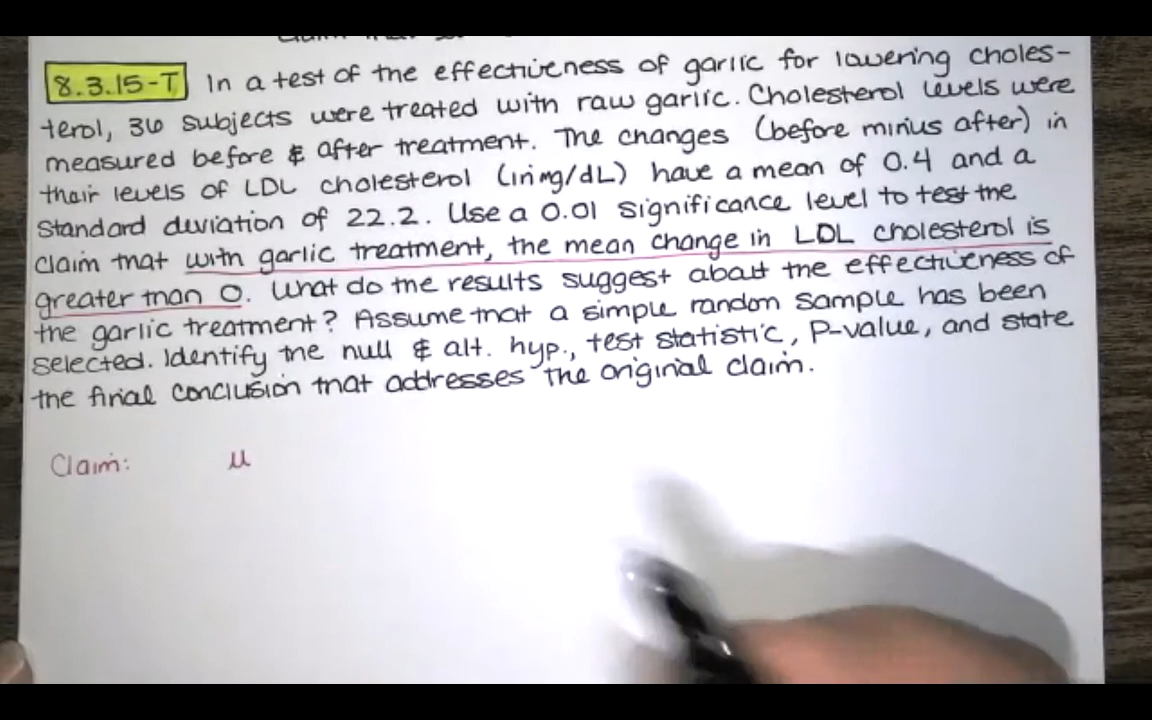 8.3.15-T In a test of the effectiveness of garlic for lowering choles-
terol, 36 subjects were treated with raw garlic. Cholesterol levels were
measured before & after treatment. The changes (before minus after) in
their levels of LDL cholesterol (in mg/dL) have a mean of 0.4 and a
standard deviation of 22.2. Use a 0.01 significance level to test the
claim that with garlic treatment, the mean change in LDL cholesterol is
greater than 0. What do the results suggest about the effectiveness of
the garlic treatment? Assume that a simple random sample has been
selected. Identify the null & alt. hyp., test statistic, P-value, and state
the final conclusion that addresses the original claim.
Claim: μ